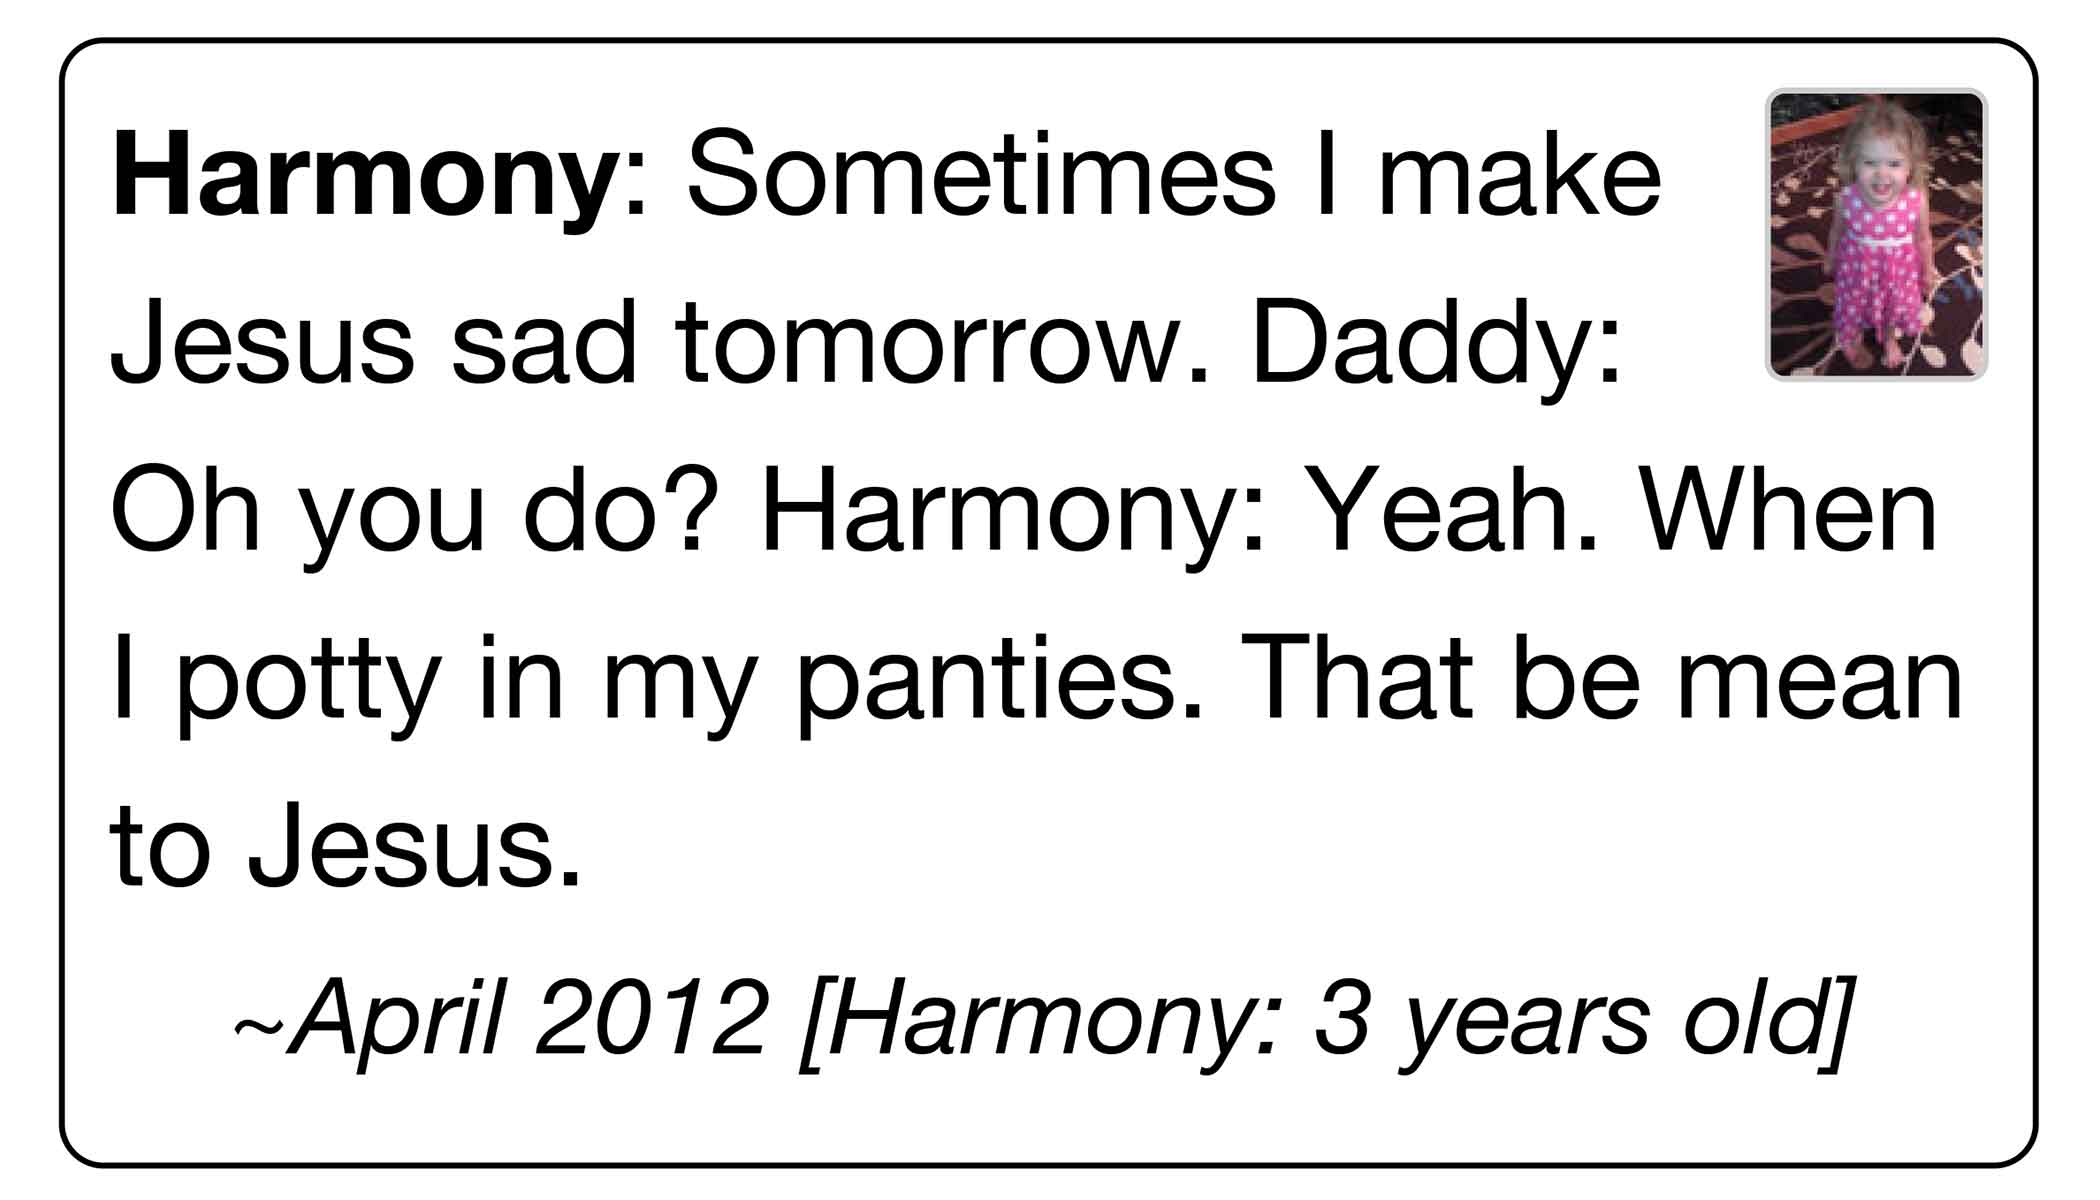 Harmony: Sometimes I make
Jesus sad tomorrow. Daddy:
Oh you do? Harmony: Yeah. When
I potty in my panties. That be mean
to Jesus.
~April 2012 [Harmony: 3 years old]